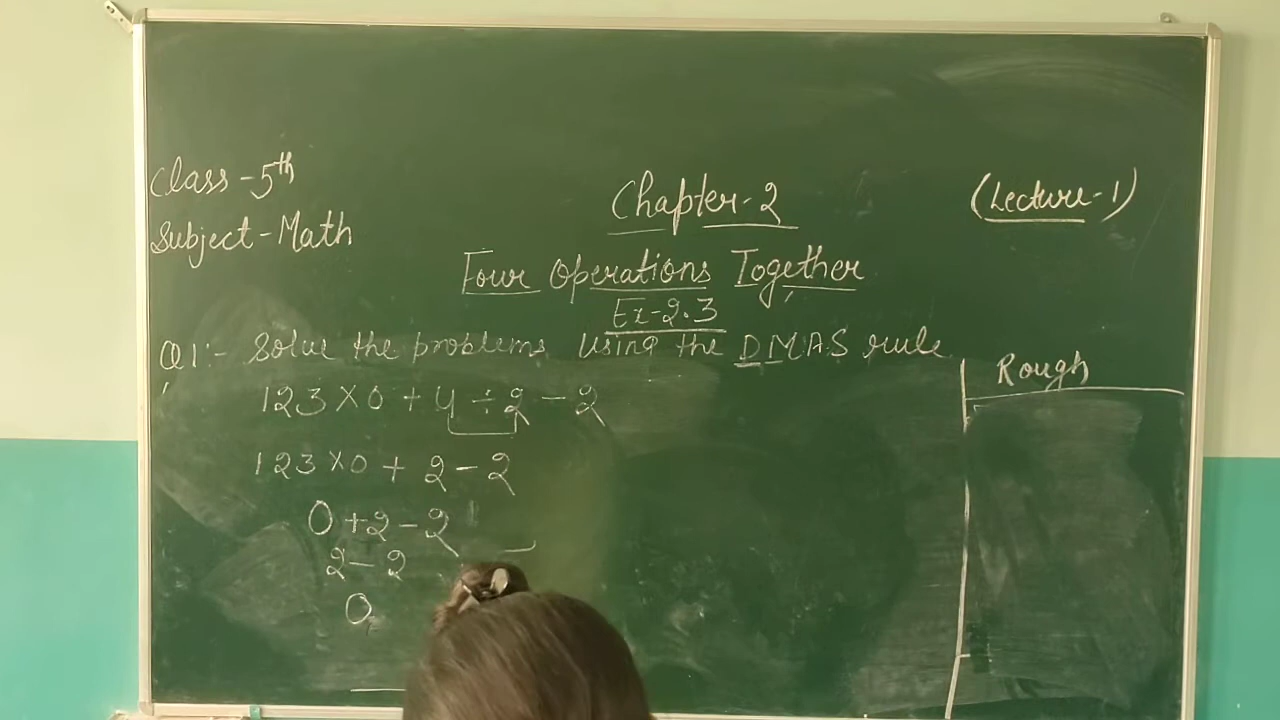 Class-5th
Subject-Math
Chapter-2
(Lecture-1)
Four Operations Together
Ex-2.3
Q1:- Solve the problems using the DMAS rule
Rough
123×0+4÷2-2
123×0+2-2
0+2-2
2-2
0